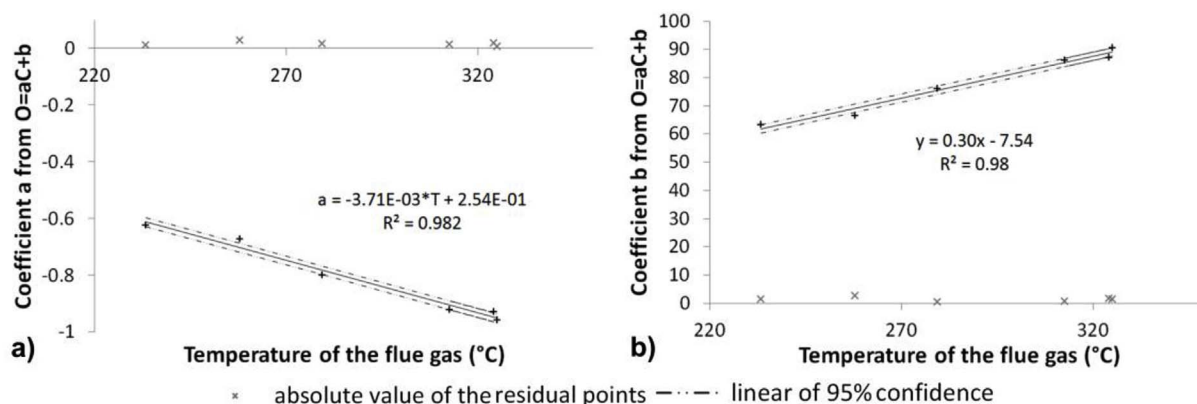 0
220
270
320
-0.2
-0.4
-0.6
-0.8
-1
Coefficient a from O=aC+b
a = -3.71E-03*T + 2.54E-01
R² = 0.982
a)
Temperature of the flue gas (°C)
100
90
80
70
60
50
40
30
20
10
0
220
270
320
Coefficient b from O=aC+b
y = 0.30x - 7.54
R² = 0.98
b)
Temperature of the flue gas (°C)
absolute value of the residual points
linear of 95% confidence